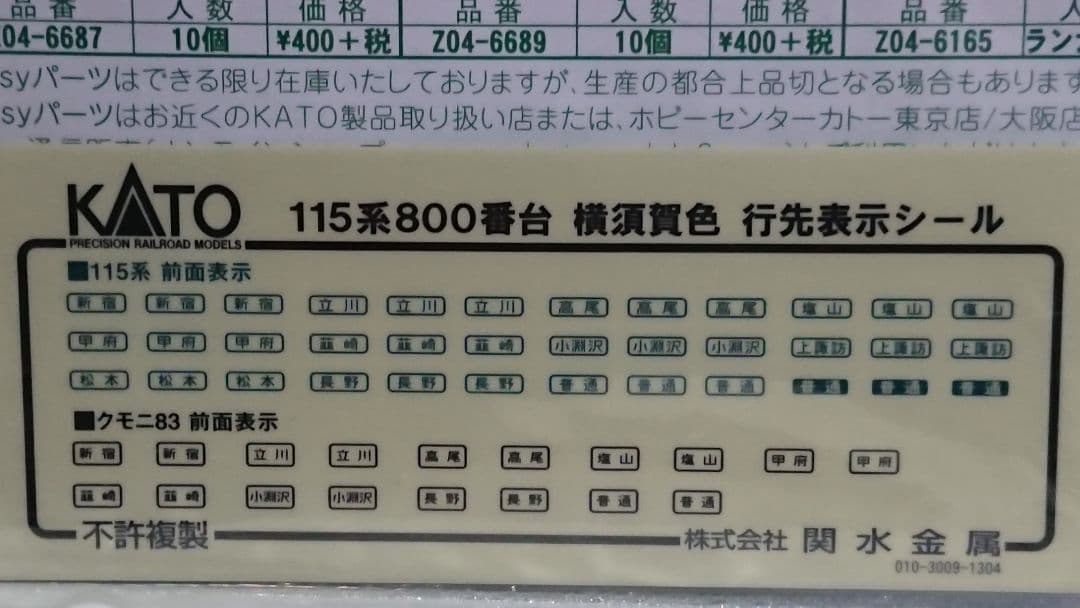 品番 入数 価格 品番 入数 価格 品番
Z04-6687 10個 ¥400+税 Z04-6689 10個 ¥400+税 Z04-6165 ラン
syパーツはできる限り在庫いたしておりますが、生産の都合上品切となる場合もあります
syパーツはお近くのKATO製品取り扱い店または、ホビーセンターカトー東京店/大阪店
KATO 115系800番台 横須賀色 行先表示シール
PRECISION RAILROAD MODELS
■115系 前面表示
新宿 新宿 新宿 立川 立川 立川 高尾 高尾 高尾 塩山 塩山 塩山
甲府 甲府 甲府 韮崎 韮崎 韮崎 小淵沢 小淵沢 小淵沢 上諏訪 上諏訪 上諏訪
松本 松本 松本 長野 長野 長野 普通 普通 普通 普通 普通 普通
■クモニ83 前面表示
新宿 新宿 立川 立川 高尾 高尾 塩山 塩山 甲府 甲府
韮崎 韮崎 小淵沢 小淵沢 長野 長野 普通 普通
不許複製 株式会社 関水金属
010-3009-1304